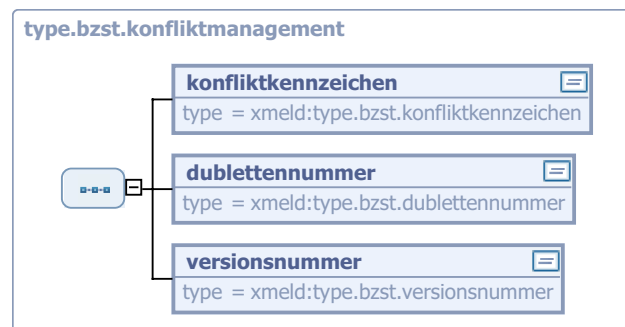 type.bzst.konfliktmanagement
konfliktkennzeichen
type = xmeld:type.bzst.konfliktkennzeichen
dublettennummer
type = xmeld:type.bzst.dublettennummer
versionsnummer
type = xmeld:type.bzst.versionsnummer